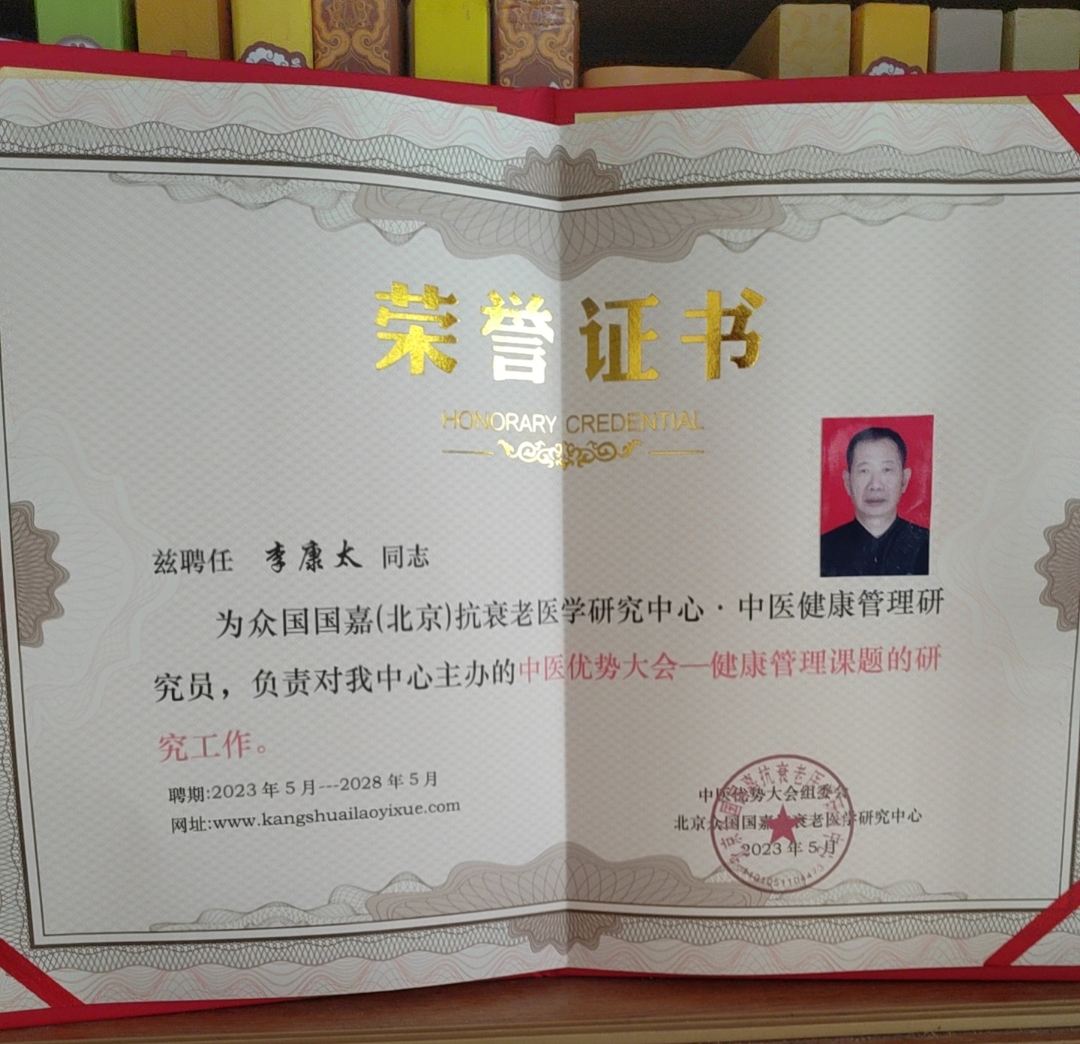 荣誉证书
HONORARY CREDENTIAL
兹聘任 李康太 同志
为众国国嘉(北京)抗衰老医学研究中心·中医健康管理研
究员，负责对我中心主办的中医优势大会—健康管理课题的研
究工作。
聘期:2023年5月---2028年5月
网址:www.kangshuailaoyixue.com
中医优势大会组委会
北京众国国嘉抗衰老医学研究中心
2023年5月